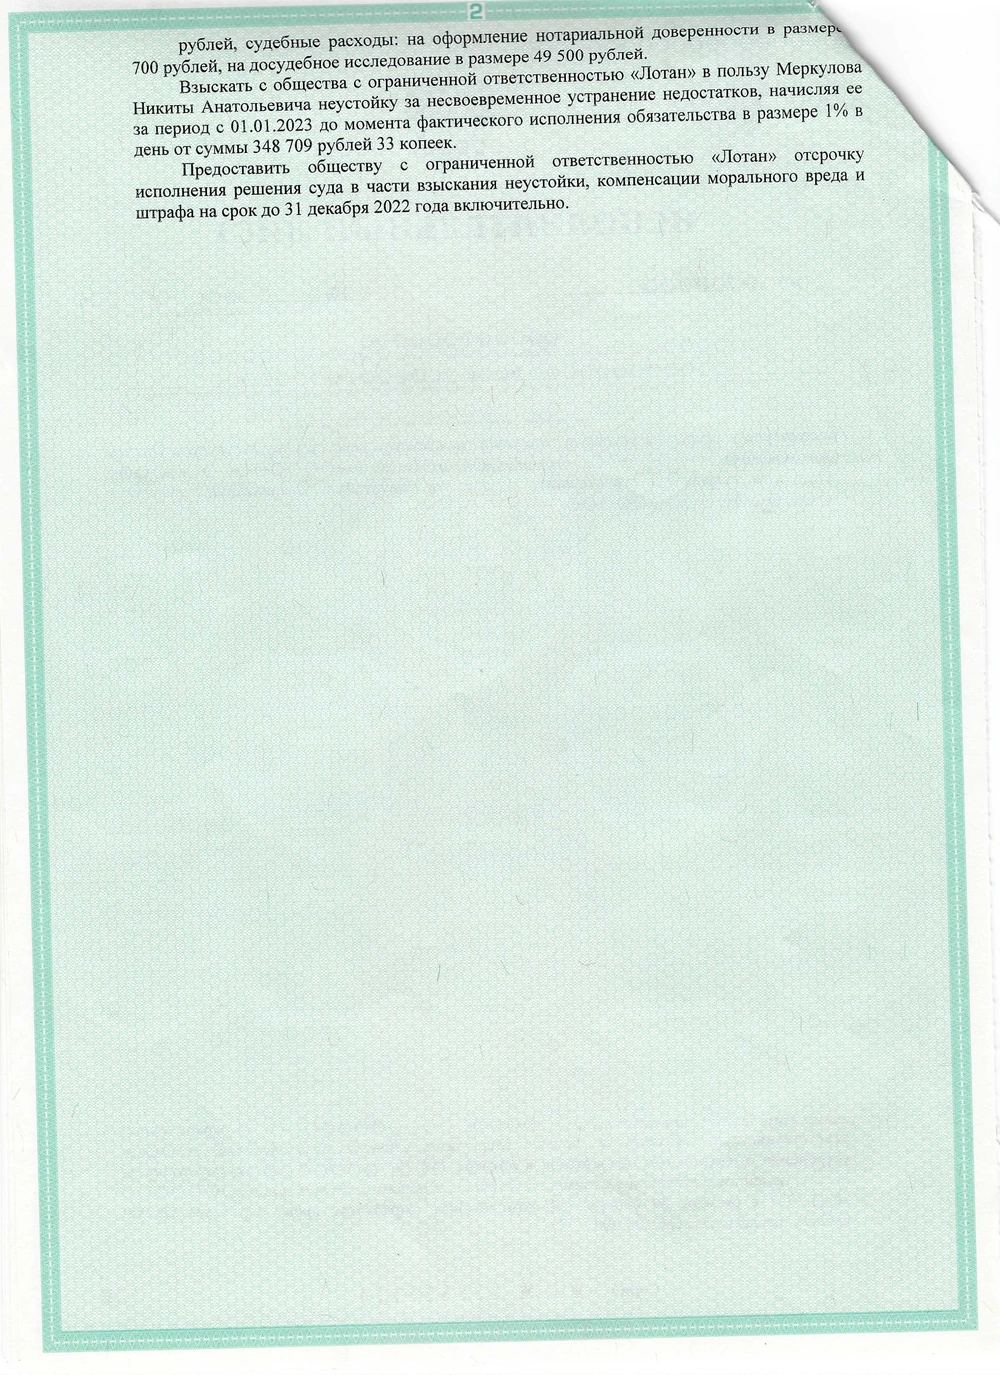 2
рублей, судебные расходы: на оформление нотариальной доверенности в размере
700 рублей, на досудебное исследование в размере 49 500 рублей.
Взыскать с общества с ограниченной ответственностью «Лотан» в пользу Меркулова
Никиты Анатольевича неустойку за несвоевременное устранение недостатков, начисляя ее
за период с 01.01.2023 до момента фактического исполнения обязательства в размере 1% в
день от суммы 348 709 рублей 33 копеек.
Предоставить обществу с ограниченной ответственностью «Лотан» отсрочку
исполнения решения суда в части взыскания неустойки, компенсации морального вреда и
штрафа на срок до 31 декабря 2022 года включительно.